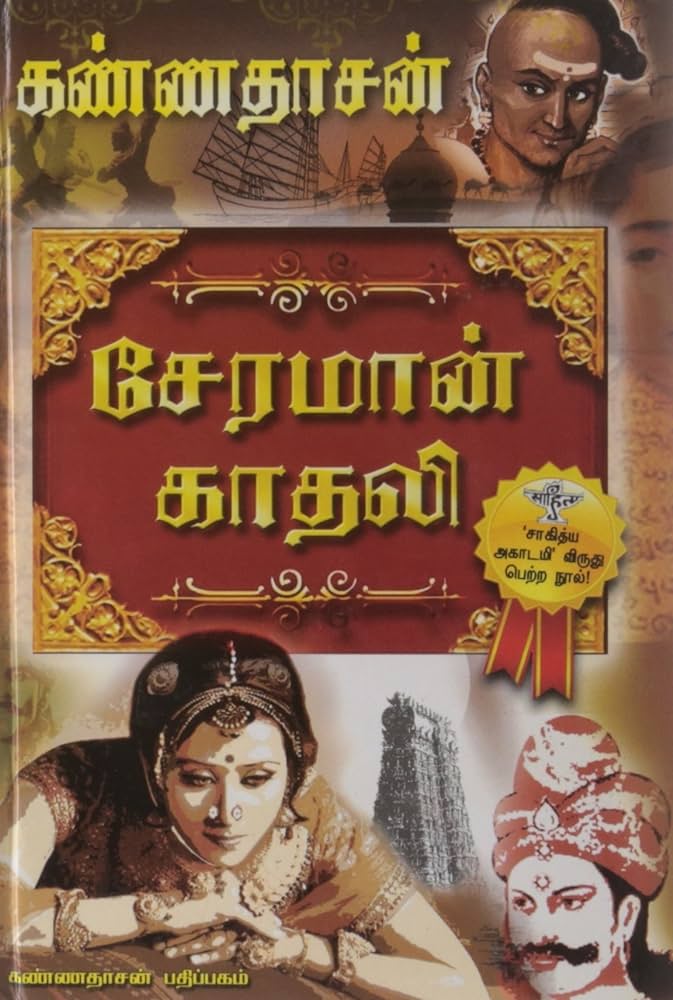 கண்ணதாசன்
சேரமான்
காதலி
साहित्य
'சாகித்ய
அகாடமி' விருது
பெற்ற நூல்!
கண்ணதாசன் பதிப்பகம்